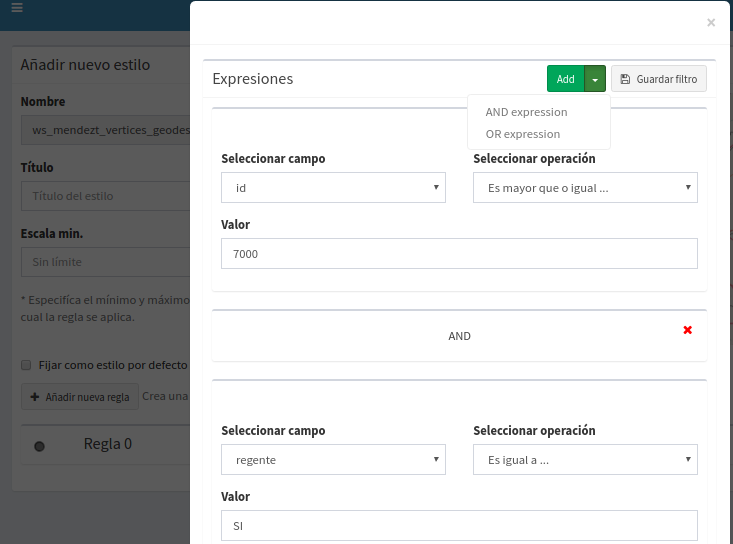 ×
Expresiones
Add
Guardar filtro
AND expression
OR expression
Seleccionar campo
Seleccionar operación
id
Es mayor que o igual ...
Valor
7000
AND
Seleccionar campo
Seleccionar operación
regente
Es igual a ...
Valor
SI
Añadir nuevo estilo
Nombre
ws_mendezt_vertices_geodes
Título
Título del estilo
Escala min.
Sin límite
* Especifíca el mínimo y máximo
cual la regla se aplica.
Fijar como estilo por defecto
Añadir nueva regla
Crea una
Regla 0